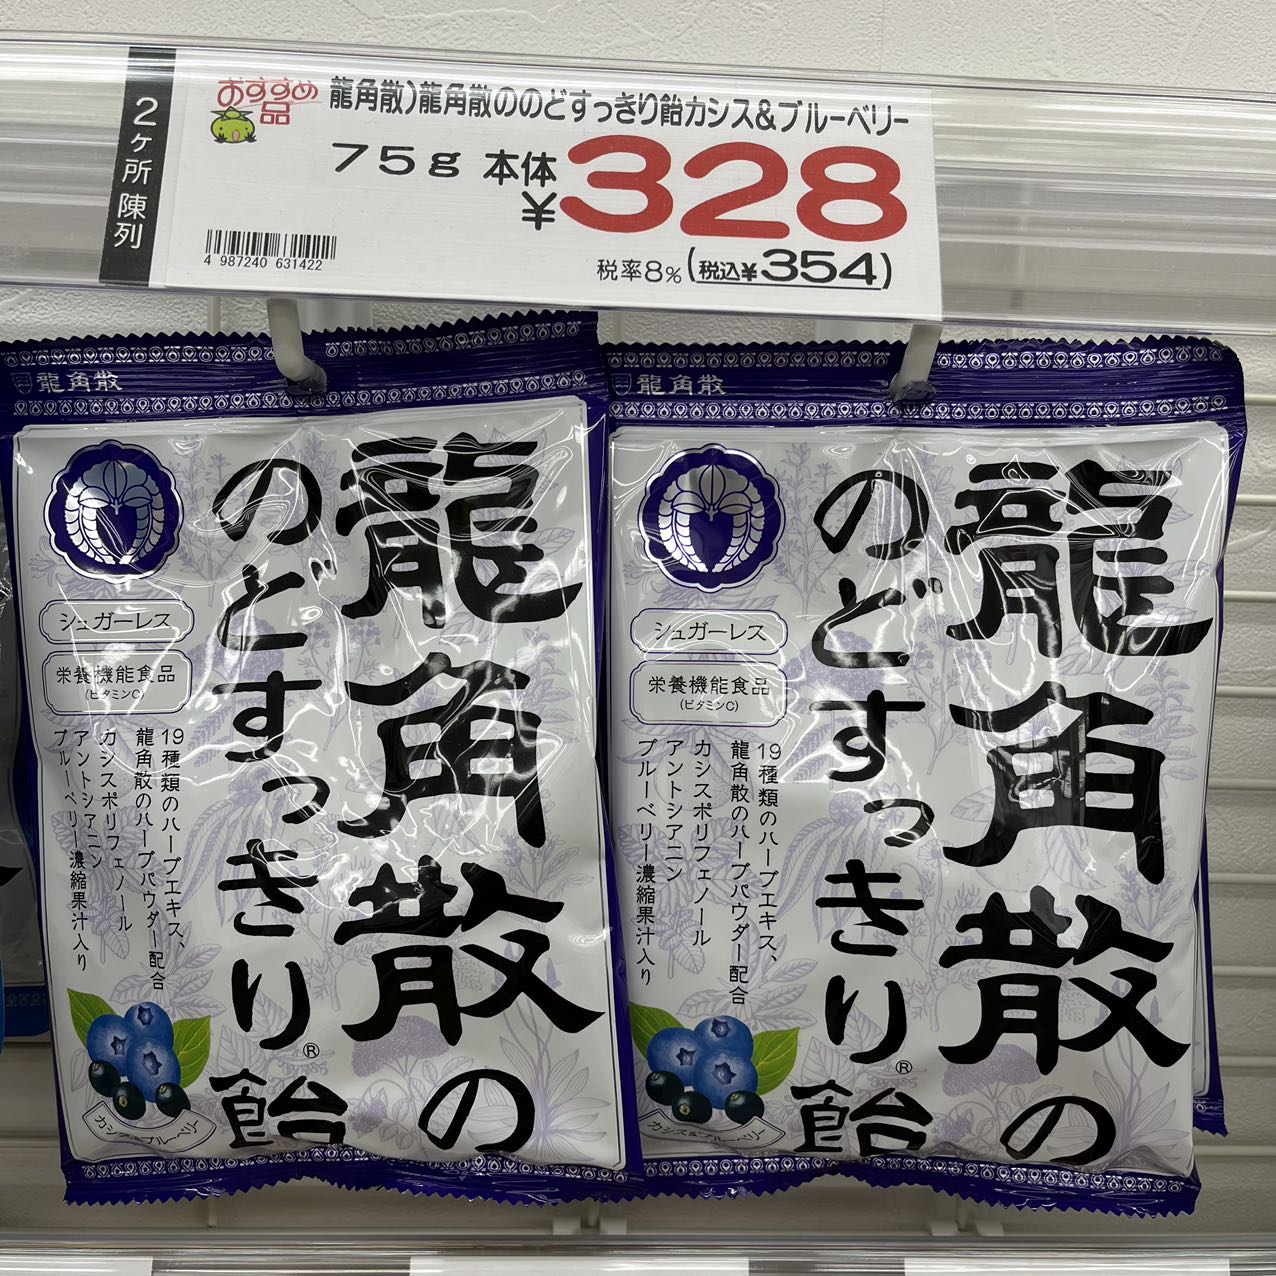 2ヶ所陳列
おすすめ品
龍角散)龍角散ののどすっきり飴カシス&ブルーベリー
75g 本体¥328
税率8%(税込¥354)
4 987240 631422
龍角散
龍角散の
のどすっきり飴®
シュガーレス
栄養機能食品
(ビタミンC)
19種類のハーブエキス、
龍角散のハーブパウダー配合
カシスポリフェノール
アントシアニン
ブルーベリー濃縮果汁入り
カシス&ブルーベリー
龍角散
龍角散の
のどすっきり飴®
シュガーレス
栄養機能食品
(ビタミンC)
19種類のハーブエキス、
龍角散のハーブパウダー配合
カシスポリフェノール
アントシアニン
ブルーベリー濃縮果汁入り
カシス&ブルーベリー